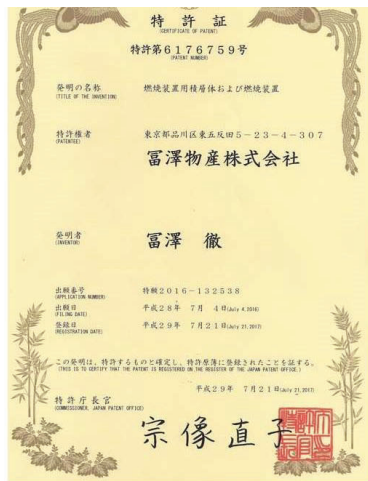 特許証
(CERTIFICATE OF PATENT)
特許第6176759号
(PATENT NUMBER)
発明の名称
(TITLE OF THE INVENTION)
燃焼装置用積層体および燃焼装置
特許権者
(PATENTEE)
東京都品川区東五反田5-23-4-307
冨澤物産株式会社
発明者
(INVENTOR)
冨澤 徹
出願番号
(APPLICATION NUMBER)
特願2016-132538
出願日
(FILING DATE)
平成28年 7月 4日(July 4,2016)
登録日
(REGISTRATION DATE)
平成29年 7月21日(July 21,2017)
この発明は、特許するものと確定し、特許原簿に登録されたことを証する。
(THIS IS TO CERTIFY THAT THE PATENT IS REGISTERED ON THE REGISTER OF THE JAPAN PATENT OFFICE.)
平成29年 7月21日(July 21,2017)
特許庁長官
(COMMISSIONER, JAPAN PATENT OFFICE)
宗像直子